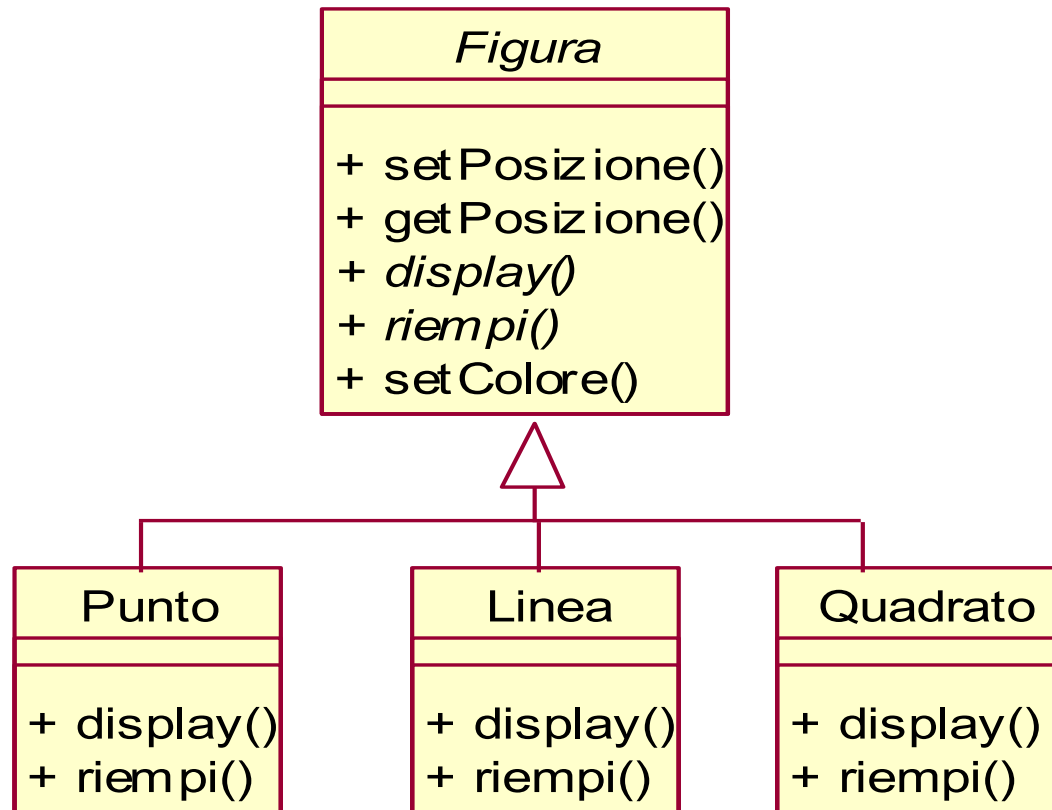 Figura
+ setPosizione()
+ getPosizione()
+ display()
+ riempi()
+ setColore()
Punto
+ display()
+ riempi()
Linea
+ display()
+ riempi()
Quadrato
+ display()
+ riempi()